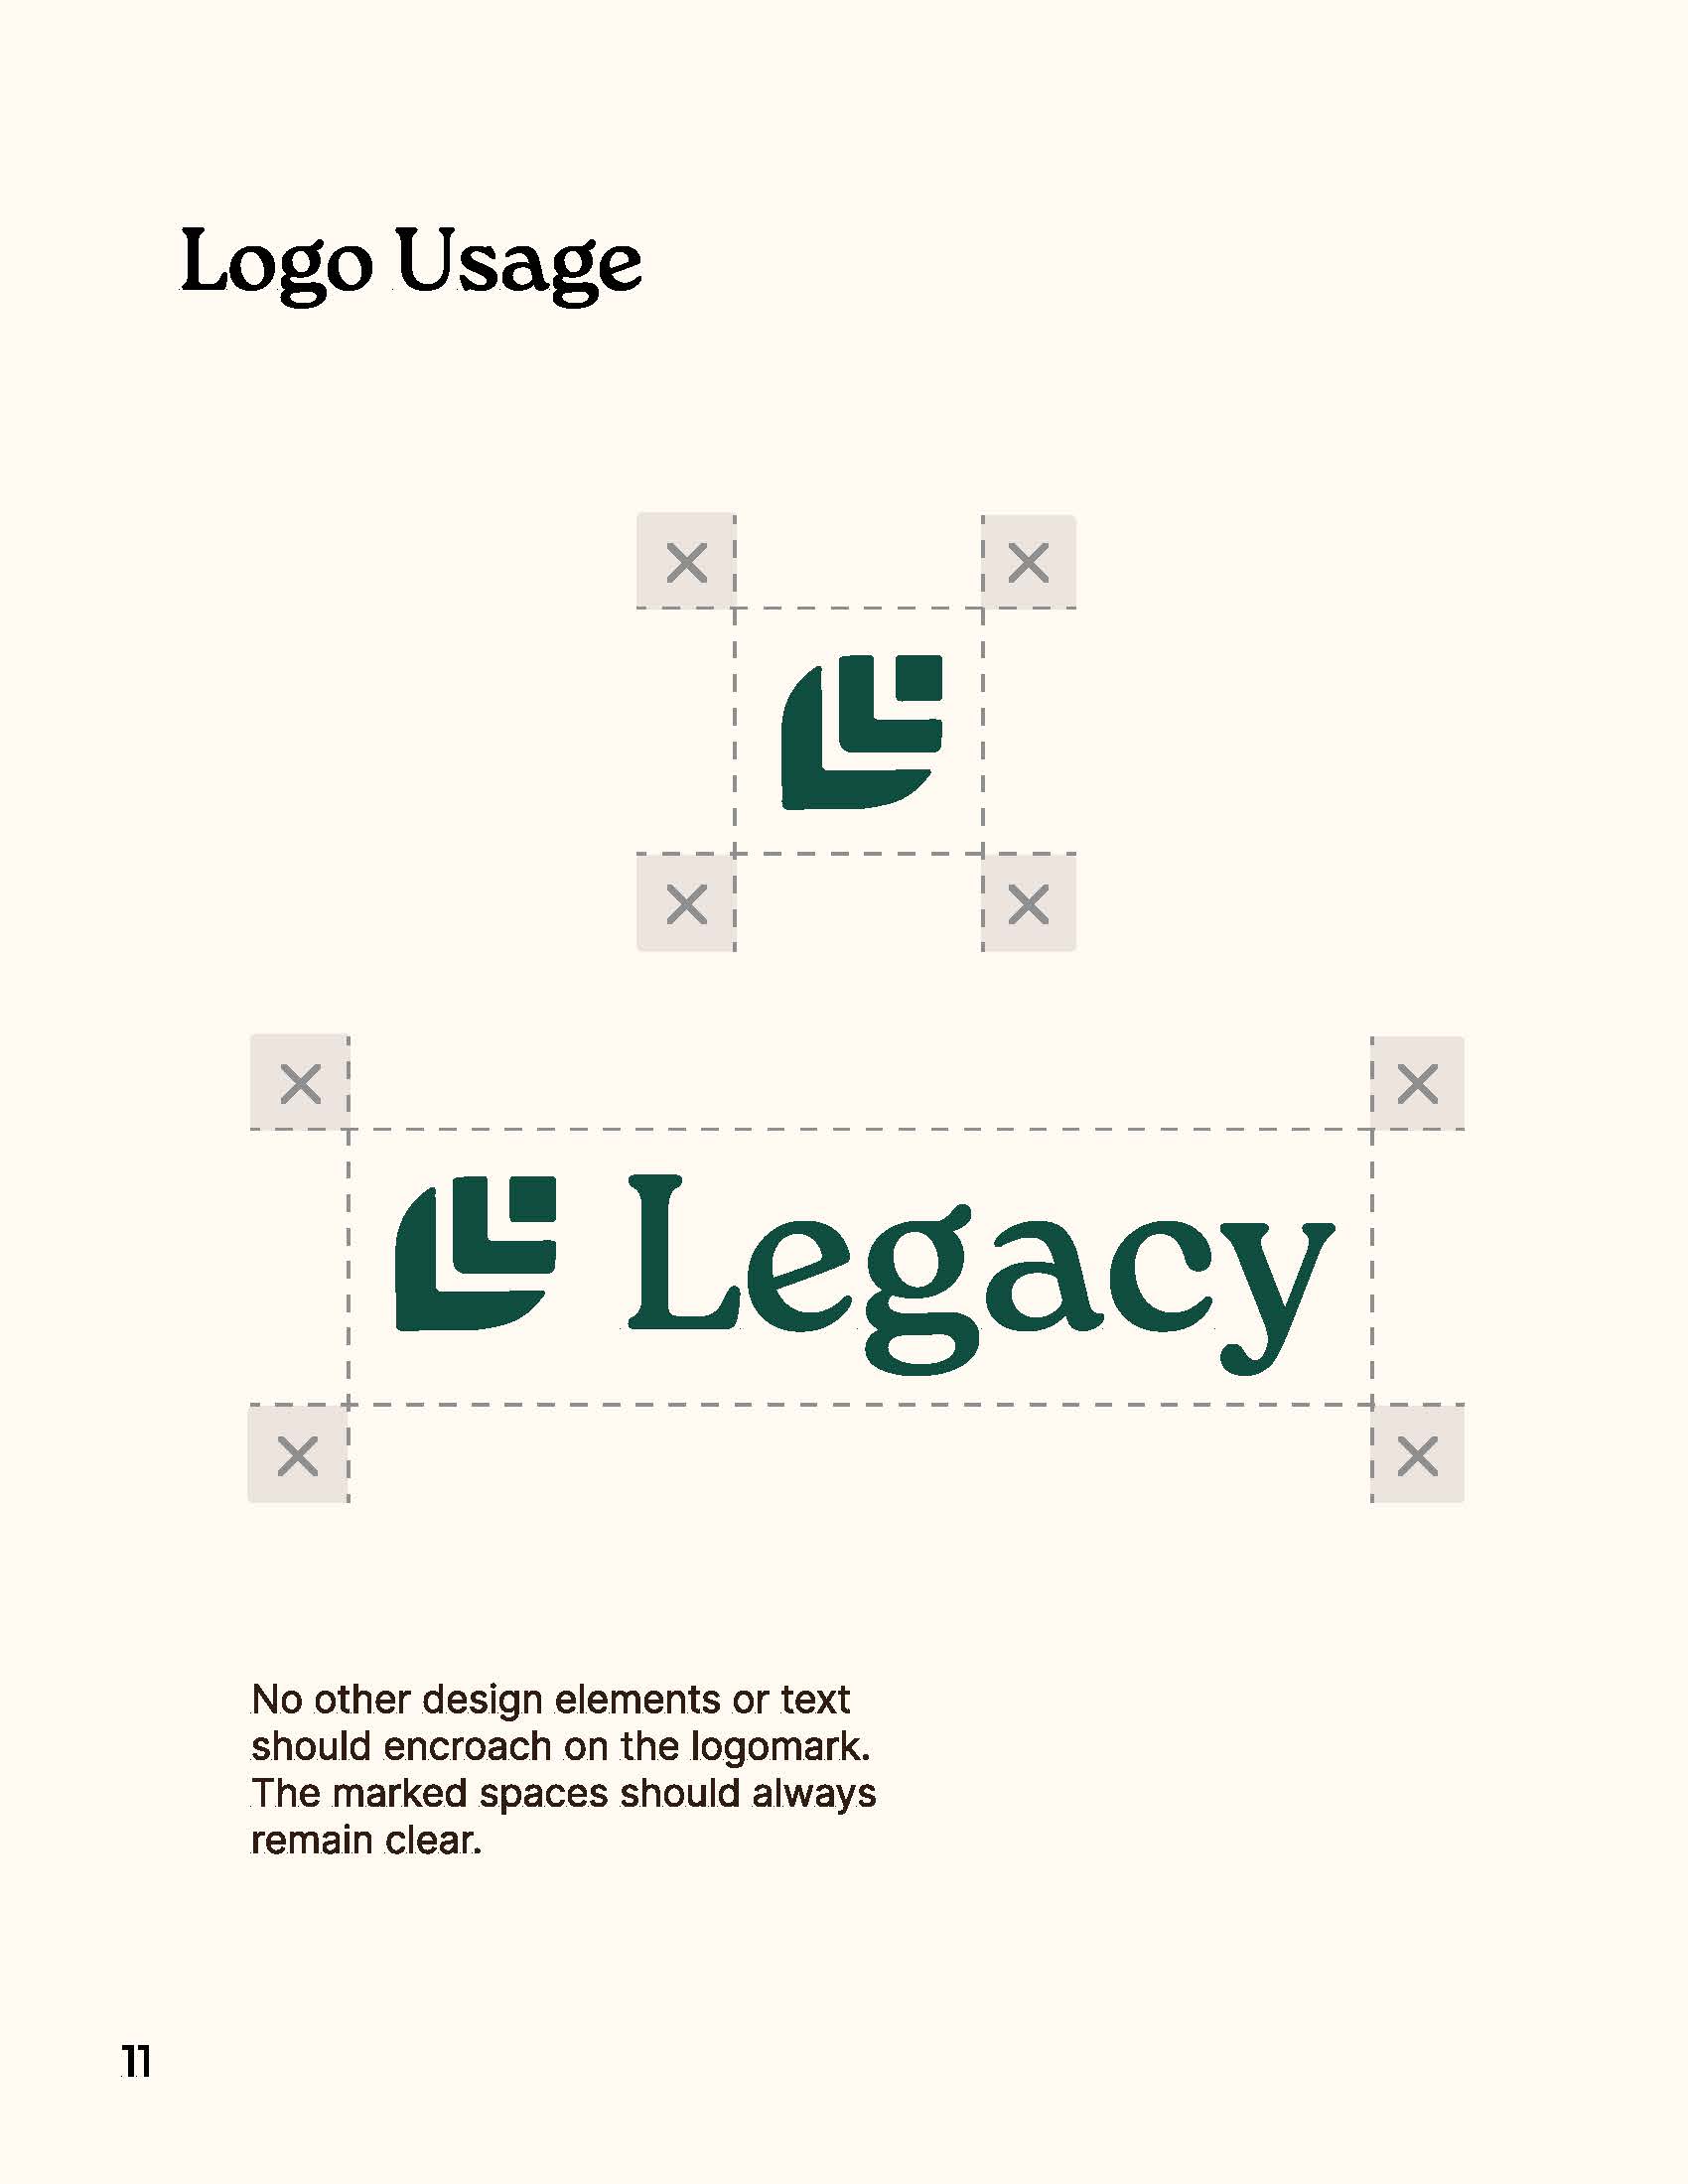 Logo Usage
Legacy
No other design elements or text
should encroach on the logomark.
The marked spaces should always
remain clear.
11